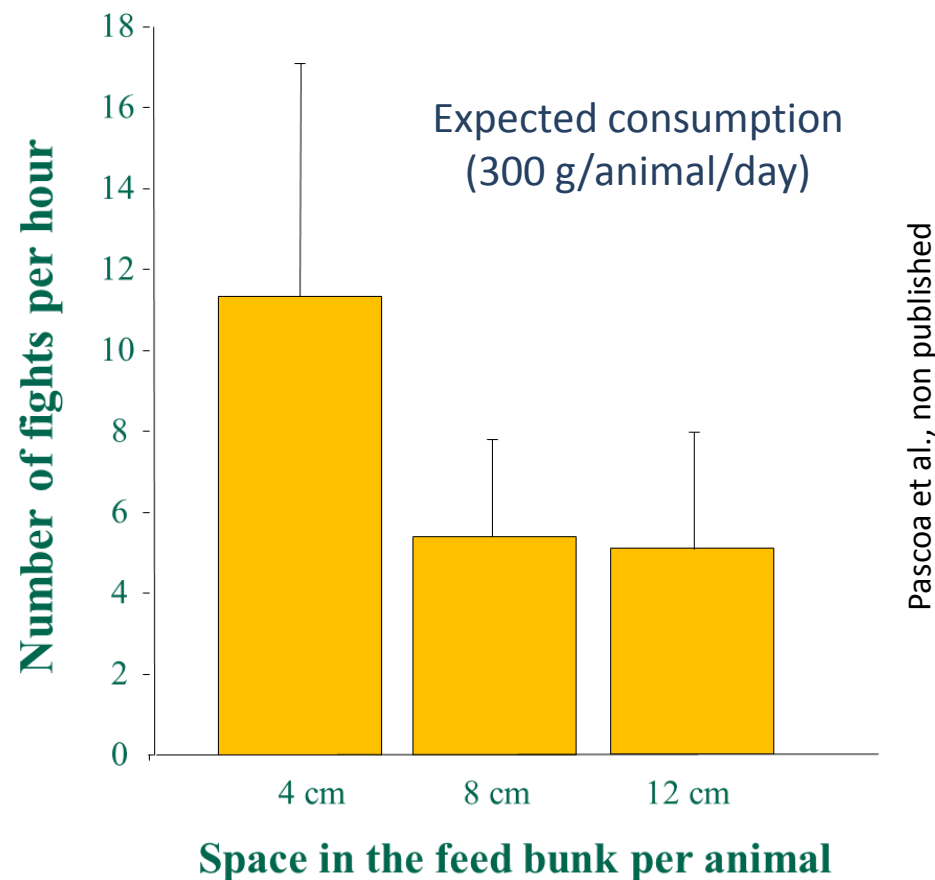 18
16
14
12
10
8
6
4
2
0
Number of fights per hour
Expected consumption
(300 g/animal/day)
Pascoa et al., non published
4 cm
8 cm
12 cm
Space in the feed bunk per animal